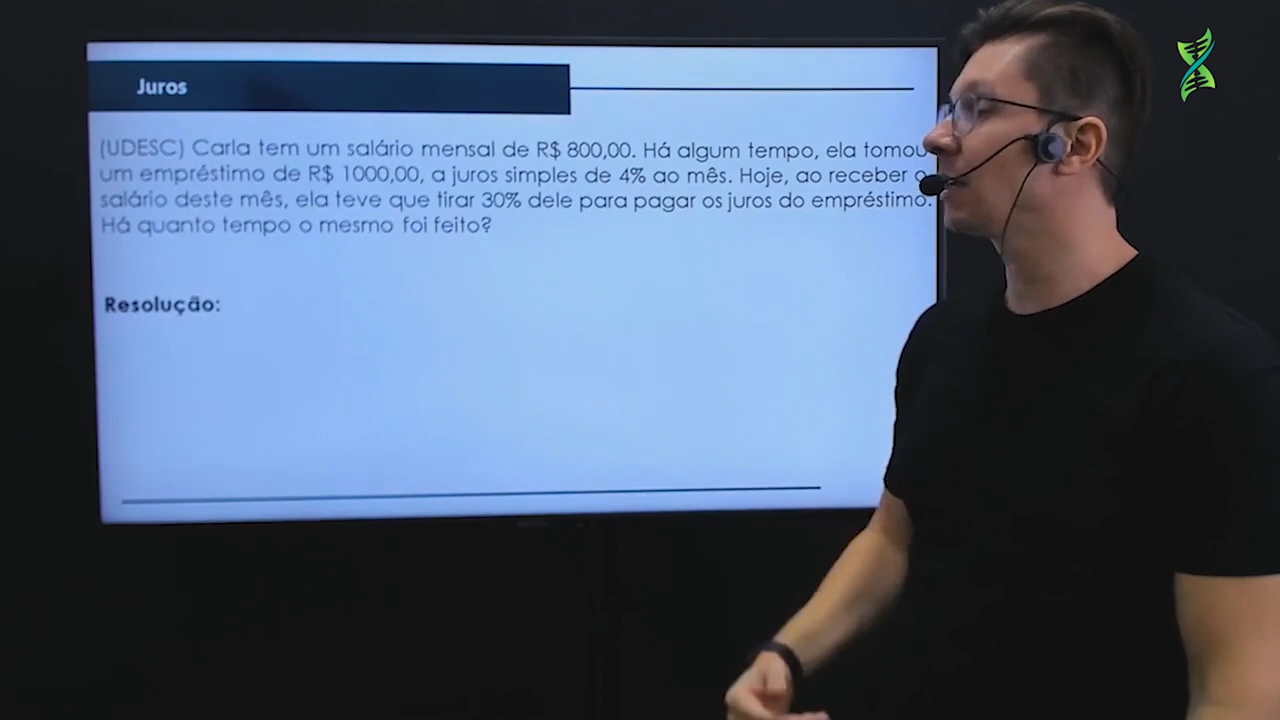 Juros
(UDESC) Carla tem um salário mensal de R$ 800,00. Há algum tempo, ela tomou
um empréstimo de R$ 1000,00, a juros simples de 4% ao mês. Hoje, ao receber o
salário deste mês, ela teve que tirar 30% dele para pagar os juros do empréstimo.
Há quanto tempo o mesmo foi feito?
Resolução: